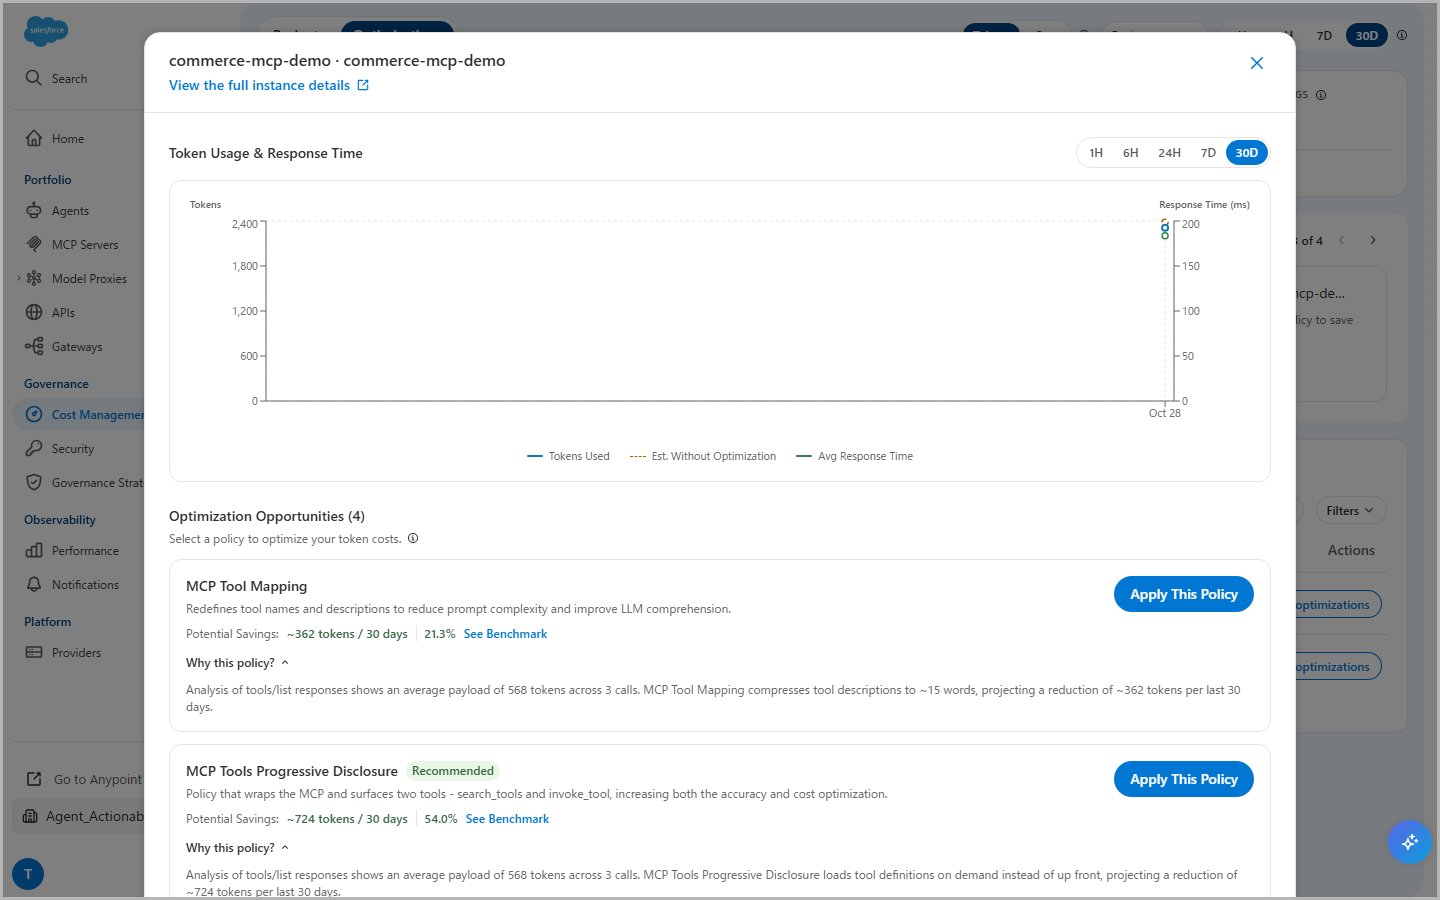 salesforce
Search
Home
Portfolio
Agents
MCP Servers
Model Proxies
APIs
Gateways
Governance
Cost Managemen
Security
Governance Strat
Observability
Performance
Notifications
Platform
Providers
Go to Anypoint
Agent_Actionab
T
7D
30D
GS
of 4
mcp-de...
licy to save
Filters
Actions
optimizations
optimizations
commerce-mcp-demo · commerce-mcp-demo
View the full instance details
Token Usage & Response Time
1H 6H 24H 7D 30D
Tokens
Response Time (ms)
2,400
1,800
1,200
600
0
200
150
100
50
0
Oct 28
Tokens Used
Est. Without Optimization
Avg Response Time
Optimization Opportunities (4)
Select a policy to optimize your token costs.
MCP Tool Mapping
Apply This Policy
Redefines tool names and descriptions to reduce prompt complexity and improve LLM comprehension.
Potential Savings: ~362 tokens / 30 days 21.3% See Benchmark
Why this policy?
Analysis of tools/list responses shows an average payload of 568 tokens across 3 calls. MCP Tool Mapping compresses tool descriptions to ~15 words, projecting a reduction of ~362 tokens per last 30
days.
MCP Tools Progressive Disclosure Recommended
Apply This Policy
Policy that wraps the MCP and surfaces two tools - search_tools and invoke_tool, increasing both the accuracy and cost optimization.
Potential Savings: ~724 tokens / 30 days 54.0% See Benchmark
Why this policy?
Analysis of tools/list responses shows an average payload of 568 tokens across 3 calls. MCP Tools Progressive Disclosure loads tool definitions on demand instead of up front, projecting a reduction of
~724 tokens per last 30 days.